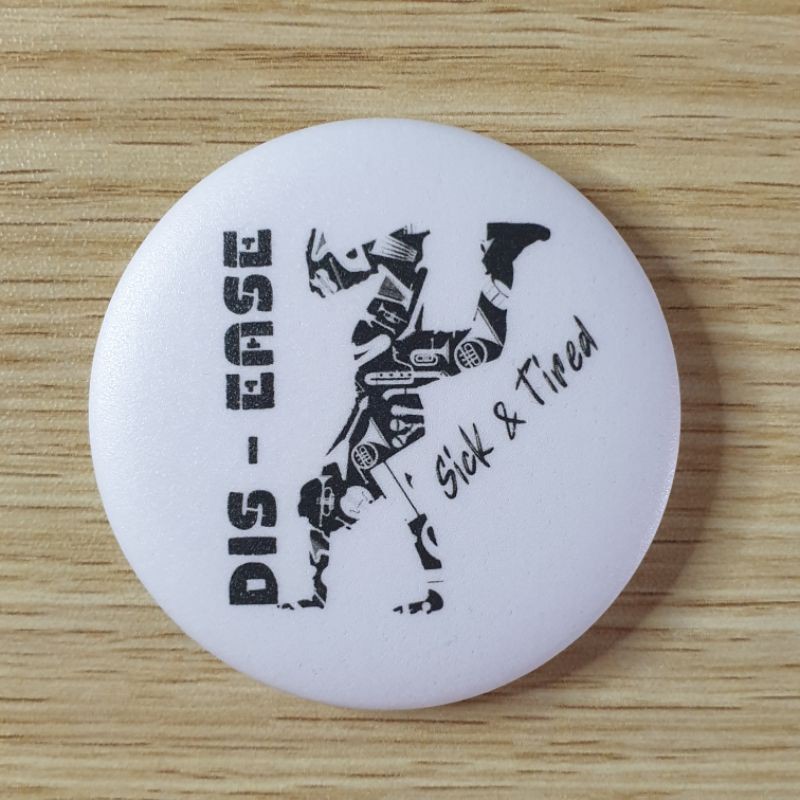 DIS - EASE
Sick & Tired